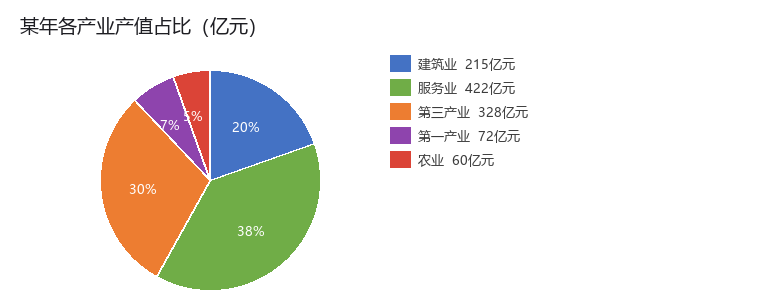 某年各产业产值占比（亿元）
建筑业 215亿元
服务业 422亿元
第三产业 328亿元
第一产业 72亿元
农业 60亿元
20%
38%
30%
7%
5%